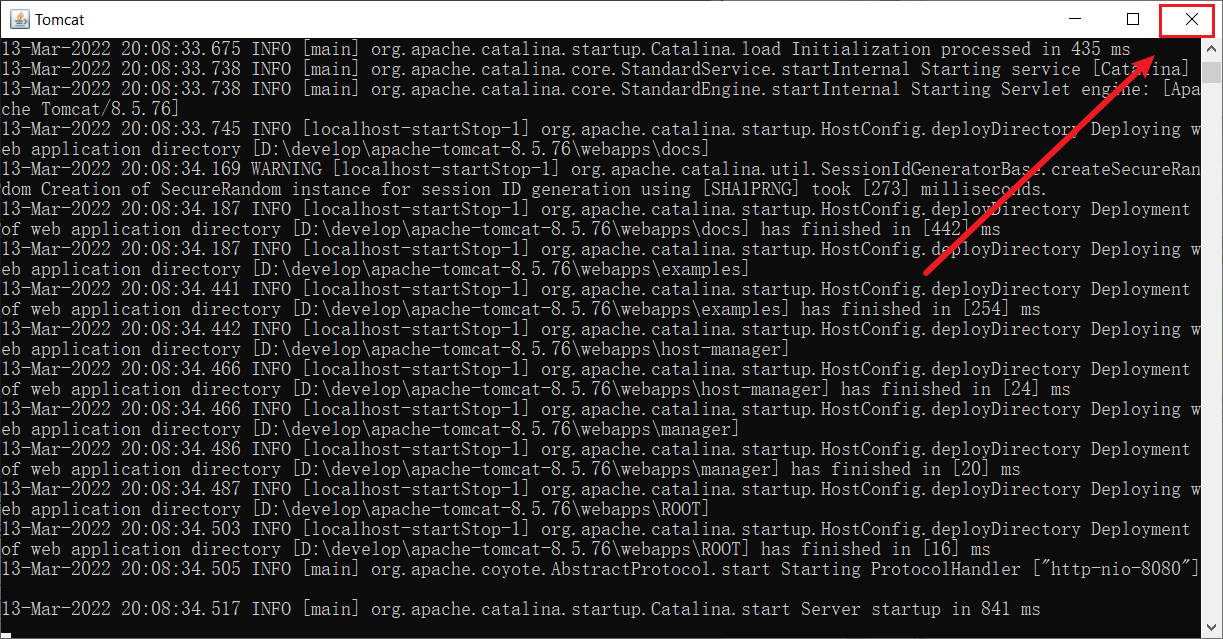 Tomcat
13-Mar-2022 20:08:33.675 INFO [main] org.apache.catalina.startup.Catalina.load Initialization processed in 435 ms
13-Mar-2022 20:08:33.738 INFO [main] org.apache.catalina.core.StandardService.startInternal Starting service [Catalina]
13-Mar-2022 20:08:33.738 INFO [main] org.apache.catalina.core.StandardEngine.startInternal Starting Servlet engine: [Apa
che Tomcat/8.5.76]
13-Mar-2022 20:08:33.745 INFO [localhost-startStop-1] org.apache.catalina.startup.HostConfig.deployDirectory Deploying w
eb application directory [D:\develop\apache-tomcat-8.5.76\webapps\docs]
13-Mar-2022 20:08:34.169 WARNING [localhost-startStop-1] org.apache.catalina.util.SessionIdGeneratorBase.createSecureRan
dom Creation of SecureRandom instance for session ID generation using [SHA1PRNG] took [273] milliseconds.
13-Mar-2022 20:08:34.187 INFO [localhost-startStop-1] org.apache.catalina.startup.HostConfig.deployDirectory Deployment
of web application directory [D:\develop\apache-tomcat-8.5.76\webapps\docs] has finished in [442] ms
13-Mar-2022 20:08:34.187 INFO [localhost-startStop-1] org.apache.catalina.startup.HostConfig.deployDirectory Deploying w
eb application directory [D:\develop\apache-tomcat-8.5.76\webapps\examples]
13-Mar-2022 20:08:34.441 INFO [localhost-startStop-1] org.apache.catalina.startup.HostConfig.deployDirectory Deployment
of web application directory [D:\develop\apache-tomcat-8.5.76\webapps\examples] has finished in [254] ms
13-Mar-2022 20:08:34.442 INFO [localhost-startStop-1] org.apache.catalina.startup.HostConfig.deployDirectory Deploying w
eb application directory [D:\develop\apache-tomcat-8.5.76\webapps\host-manager]
13-Mar-2022 20:08:34.466 INFO [localhost-startStop-1] org.apache.catalina.startup.HostConfig.deployDirectory Deployment
of web application directory [D:\develop\apache-tomcat-8.5.76\webapps\host-manager] has finished in [24] ms
13-Mar-2022 20:08:34.466 INFO [localhost-startStop-1] org.apache.catalina.startup.HostConfig.deployDirectory Deploying w
eb application directory [D:\develop\apache-tomcat-8.5.76\webapps\manager]
13-Mar-2022 20:08:34.486 INFO [localhost-startStop-1] org.apache.catalina.startup.HostConfig.deployDirectory Deployment
of web application directory [D:\develop\apache-tomcat-8.5.76\webapps\manager] has finished in [20] ms
13-Mar-2022 20:08:34.487 INFO [localhost-startStop-1] org.apache.catalina.startup.HostConfig.deployDirectory Deploying w
eb application directory [D:\develop\apache-tomcat-8.5.76\webapps\ROOT]
13-Mar-2022 20:08:34.503 INFO [localhost-startStop-1] org.apache.catalina.startup.HostConfig.deployDirectory Deployment
of web application directory [D:\develop\apache-tomcat-8.5.76\webapps\ROOT] has finished in [16] ms
13-Mar-2022 20:08:34.505 INFO [main] org.apache.coyote.AbstractProtocol.start Starting ProtocolHandler ["http-nio-8080"]
13-Mar-2022 20:08:34.517 INFO [main] org.apache.catalina.startup.Catalina.start Server startup in 841 ms